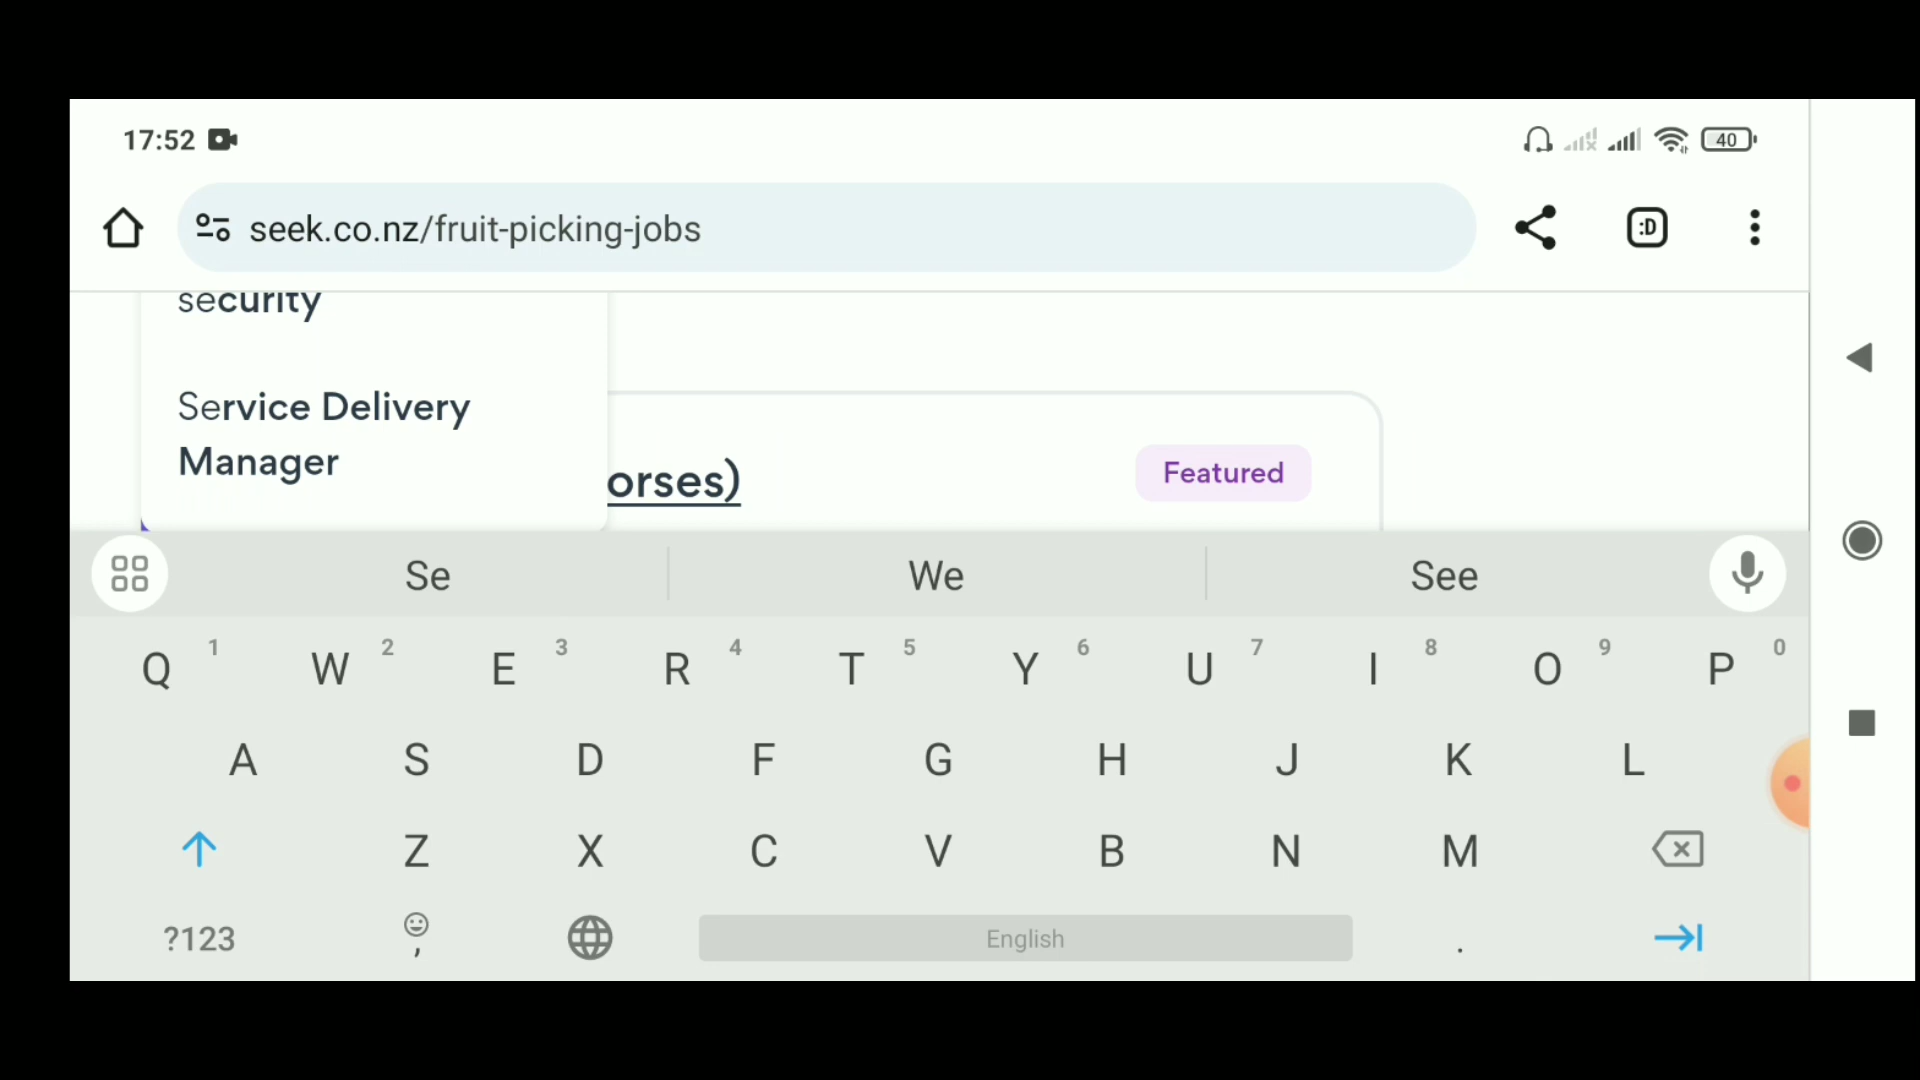 17:52
40
seek.co.nz/fruit-picking-jobs
:D
security
Service Delivery
Manager
orses)
Featured
Se We See
Q 1 W 2 E 3 R 4 T 5 Y 6 U 7 I 8 O 9 P 0
A S D F G H J K L
Z X C V B N M
?123 , English .